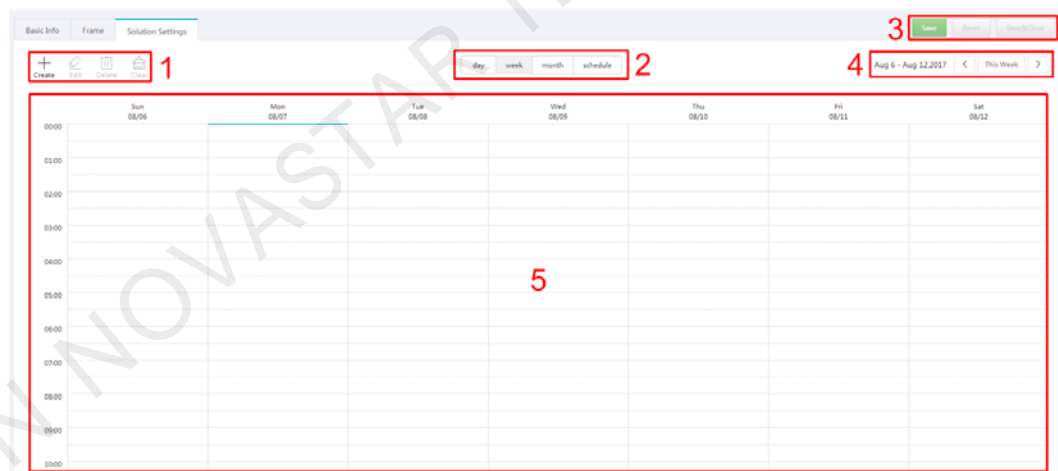 Basic Info Frame Solution Settings Save Reset Save&Close 3
Create Edit Delete Clear 1 day week month schedule 2 4 Aug 6 - Aug 12,2017 < This Week >
Sun Mon Tue Wed Thu Fri Sat
08/06 08/07 08/08 08/09 08/10 08/11 08/12
00:00
01:00
02:00
03:00
04:00
5
05:00
06:00
07:00
08:00
09:00
10:00
N NOVASTAR TE